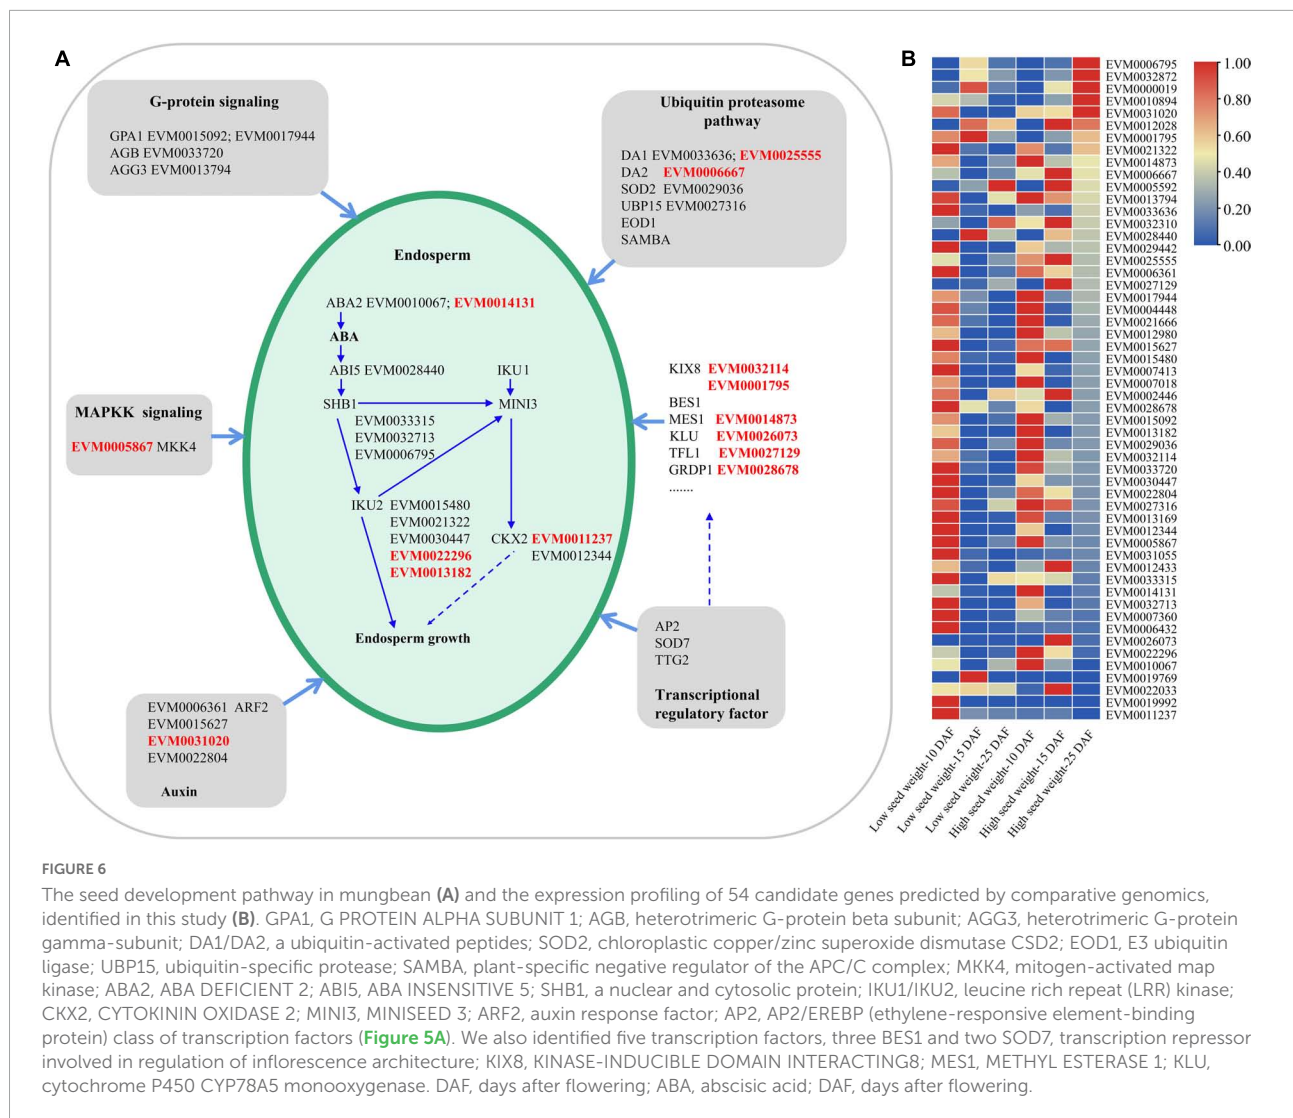 A
G-protein signaling
GPA1 EVM0015092; EVM0017944
AGB EVM0033720
AGG3 EVM0013794
Ubiquitin proteasome
pathway
DA1 EVM0033636; EVM0025555
DA2 EVM0006667
SOD2 EVM0029036
UBP15 EVM0027316
EOD1
SAMBA
Endosperm
ABA2 EVM0010067; EVM0014131
ABA
ABI5 EVM0028440
IKU1
SHB1
MINI3
EVM0033315
EVM0032713
EVM0006795
IKU2 EVM0015480
EVM0021322
EVM0030447
EVM0022296
EVM0013182
CKX2 EVM0011237
EVM0012344
Endosperm growth
MAPKK signaling
EVM0005867 MKK4
KIX8 EVM0032114
EVM0001795
BES1
MES1 EVM0014873
KLU EVM0026073
TFL1 EVM0027129
GRDP1 EVM0028678
.......
AP2
SOD7
TTG2
Transcriptional
regulatory factor
EVM0006361 ARF2
EVM0015627
EVM0031020
EVM0022804
Auxin
B
EVM0006795
EVM0032872
EVM0000019
EVM0010894
EVM0031020
EVM0012028
EVM0001795
EVM0021322
EVM0014873
EVM0006667
EVM0005592
EVM0013794
EVM0033636
EVM0032310
EVM0028440
EVM0029442
EVM0025555
EVM0006361
EVM0027129
EVM0017944
EVM0004448
EVM0021666
EVM0012980
EVM0015627
EVM0015480
EVM0007413
EVM0007018
EVM0002446
EVM0028678
EVM0015092
EVM0013182
EVM0029036
EVM0032114
EVM0033720
EVM0030447
EVM0022804
EVM0027316
EVM0013169
EVM0012344
EVM0005867
EVM0031055
EVM0012433
EVM0033315
EVM0014131
EVM0032713
EVM0007360
EVM0006432
EVM0026073
EVM0022296
EVM0010067
EVM0019769
EVM0022033
EVM0019992
EVM0011237
1.00
0.80
0.60
0.40
0.20
0.00
Low seed weight-10 DAF
Low seed weight-15 DAF
Low seed weight-25 DAF
High seed weight-10 DAF
High seed weight-15 DAF
High seed weight-25 DAF
FIGURE 6
The seed development pathway in mungbean (A) and the expression profiling of 54 candidate genes predicted by comparative genomics,
identified in this study (B). GPA1, G PROTEIN ALPHA SUBUNIT 1; AGB, heterotrimeric G-protein beta subunit; AGG3, heterotrimeric G-protein
gamma-subunit; DA1/DA2, a ubiquitin-activated peptides; SOD2, chloroplastic copper/zinc superoxide dismutase CSD2; EOD1, E3 ubiquitin
ligase; UBP15, ubiquitin-specific protease; SAMBA, plant-specific negative regulator of the APC/C complex; MKK4, mitogen-activated map
kinase; ABA2, ABA DEFICIENT 2; ABI5, ABA INSENSITIVE 5; SHB1, a nuclear and cytosolic protein; IKU1/IKU2, leucine rich repeat (LRR) kinase;
CKX2, CYTOKININ OXIDASE 2; MINI3, MINISEED 3; ARF2, auxin response factor; AP2, AP2/EREBP (ethylene-responsive element-binding
protein) class of transcription factors (Figure 5A). We also identified five transcription factors, three BES1 and two SOD7, transcription repressor
involved in regulation of inflorescence architecture; KIX8, KINASE-INDUCIBLE DOMAIN INTERACTING8; MES1, METHYL ESTERASE 1; KLU,
cytochrome P450 CYP78A5 monooxygenase. DAF, days after flowering; ABA, abscisic acid; DAF, days after flowering.